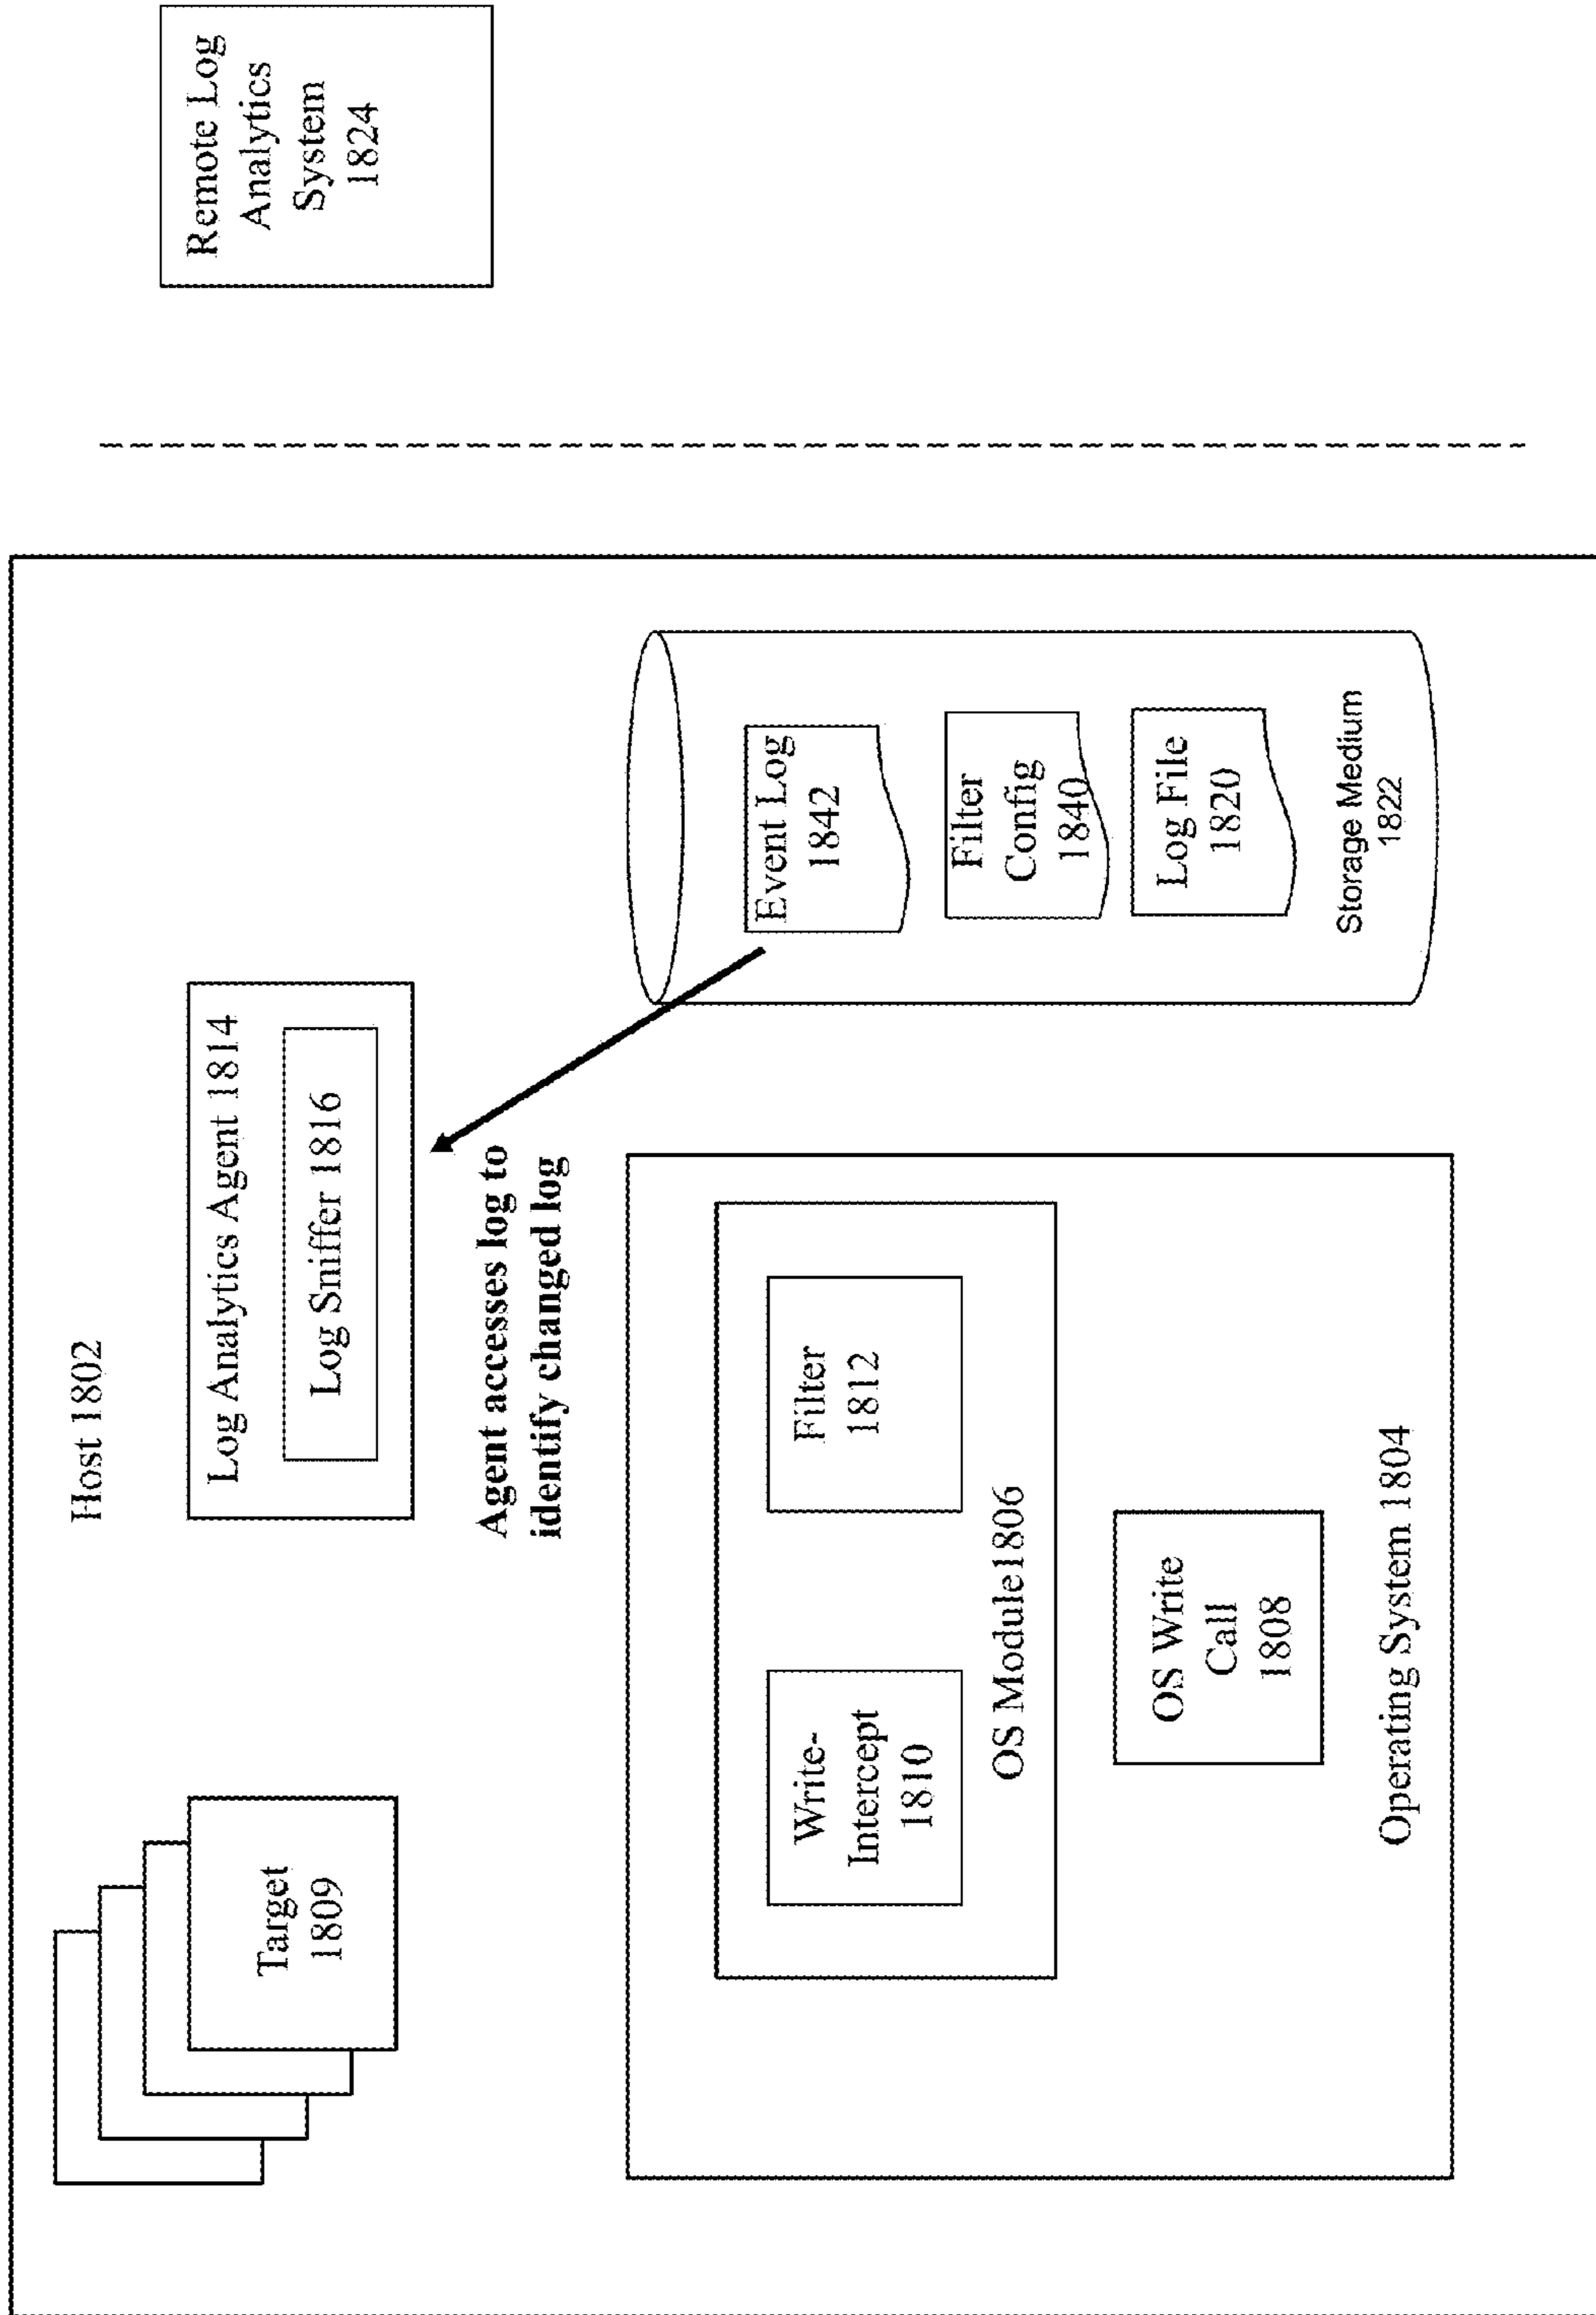 Host 1802
Target
1809
Log Analytics Agent 1814
Log Sniffer 1816
Agent accesses log to
identify changed log
Write-
Intercept
1810
Filter
1812
OS Module1806
OS Write
Call
1808
Operating System 1804
Event Log
1842
Filter
Config
1840
Log File
1820
Storage Medium
1822
Remote Log
Analytics
System
1824